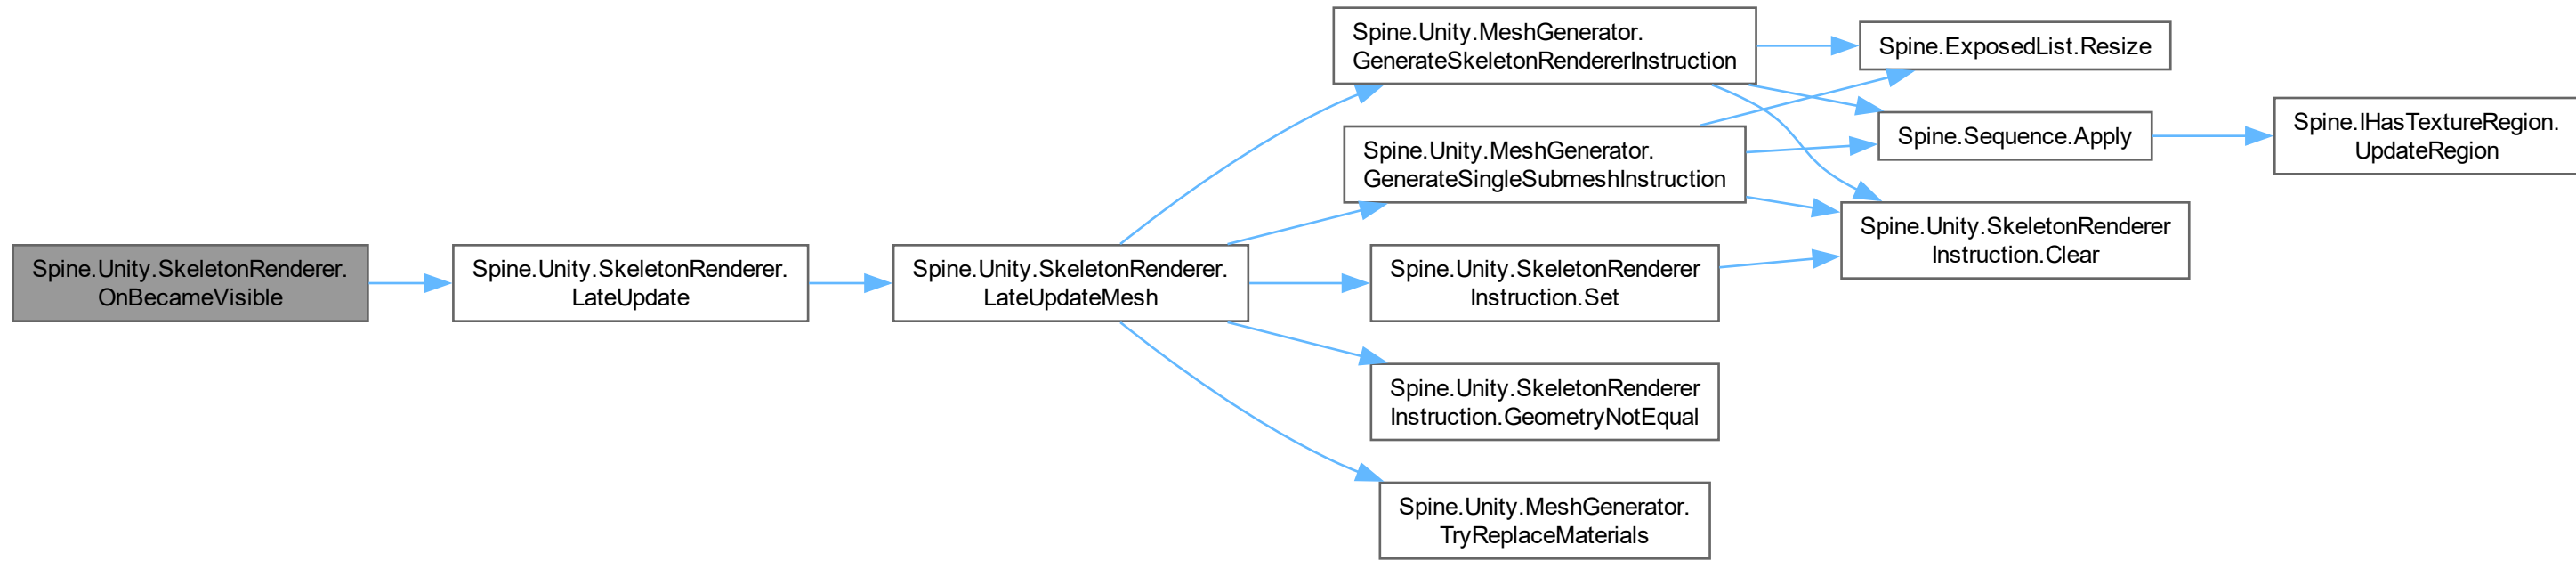 Spine.Unity.SkeletonRenderer.
OnBecameVisible
Spine.Unity.SkeletonRenderer.
LateUpdate
Spine.Unity.SkeletonRenderer.
LateUpdateMesh
Spine.Unity.MeshGenerator.
GenerateSkeletonRendererInstruction
Spine.Unity.MeshGenerator.
GenerateSingleSubmeshInstruction
Spine.Unity.SkeletonRenderer
Instruction.Set
Spine.Unity.SkeletonRenderer
Instruction.GeometryNotEqual
Spine.Unity.MeshGenerator.
TryReplaceMaterials
Spine.ExposedList.Resize
Spine.Sequence.Apply
Spine.Unity.SkeletonRenderer
Instruction.Clear
Spine.IHasTextureRegion.
UpdateRegion